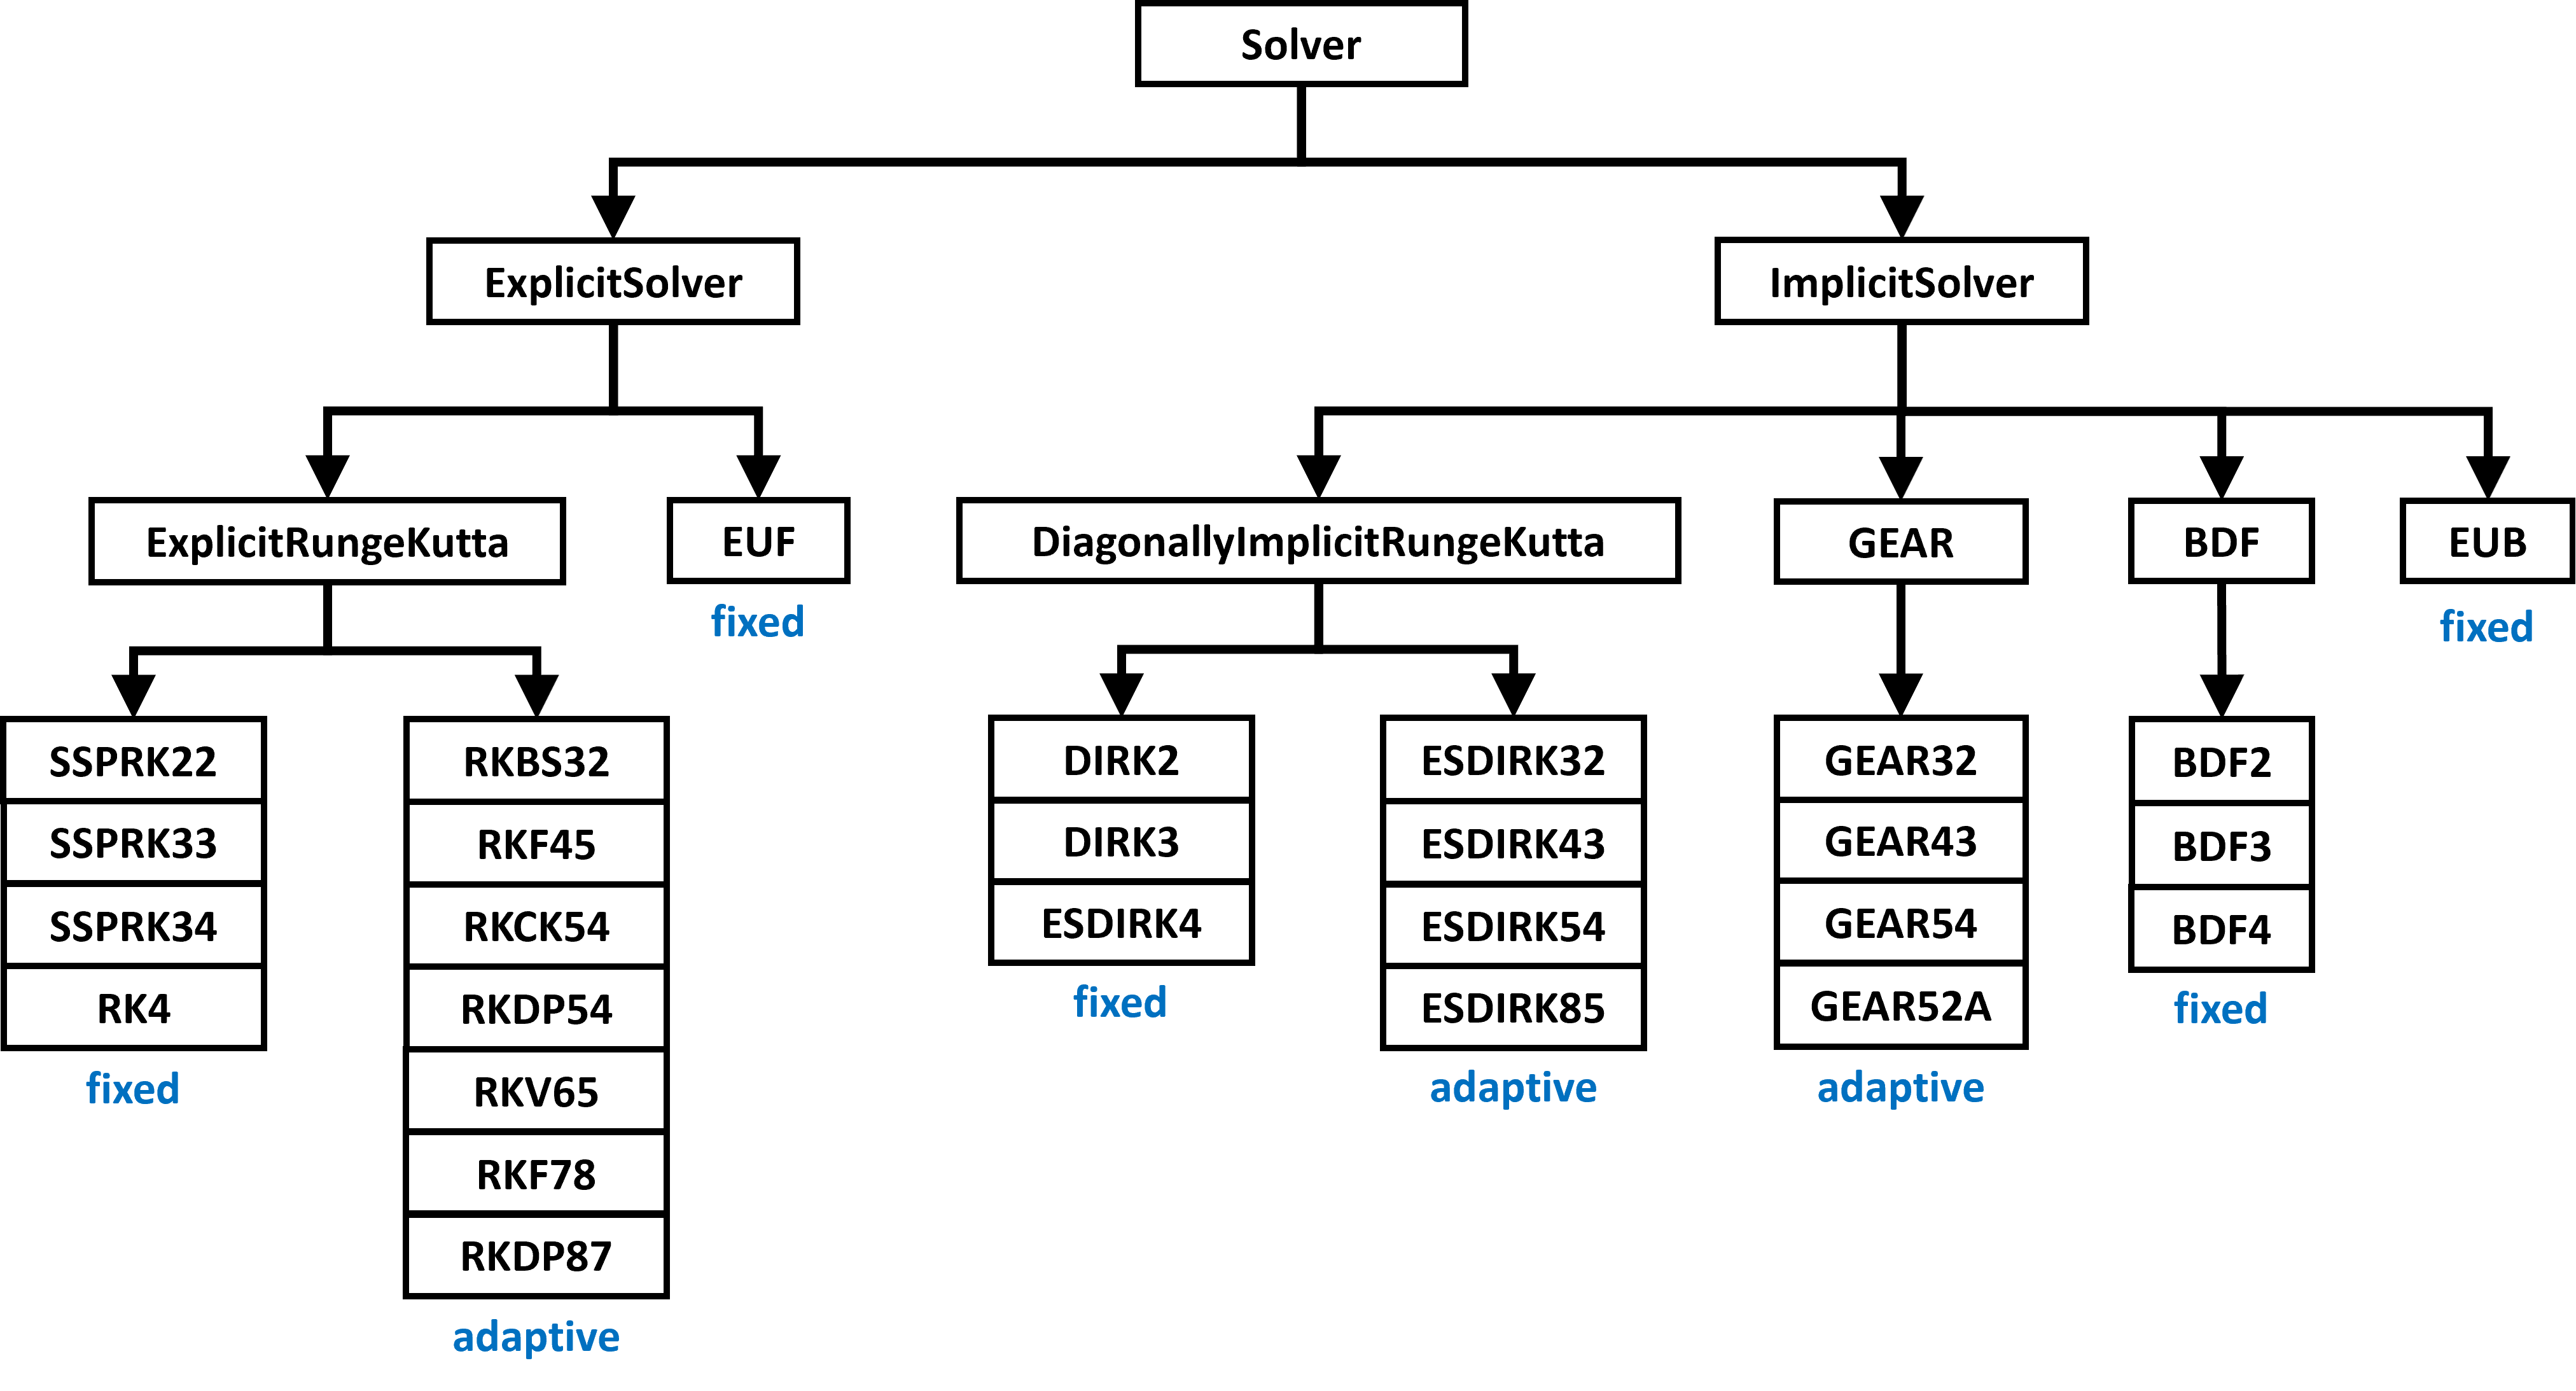 Solver
ExplicitSolver
ImplicitSolver
ExplicitRungeKutta
EUF
fixed
DiagonallyImplicitRungeKutta
GEAR
BDF
EUB
fixed
SSPRK22
SSPRK33
SSPRK34
RK4
fixed
RKBS32
RKF45
RKCK54
RKDP54
RKV65
RKF78
RKDP87
adaptive
DIRK2
DIRK3
ESDIRK4
fixed
ESDIRK32
ESDIRK43
ESDIRK54
ESDIRK85
adaptive
GEAR32
GEAR43
GEAR54
GEAR52A
adaptive
BDF2
BDF3
BDF4
fixed